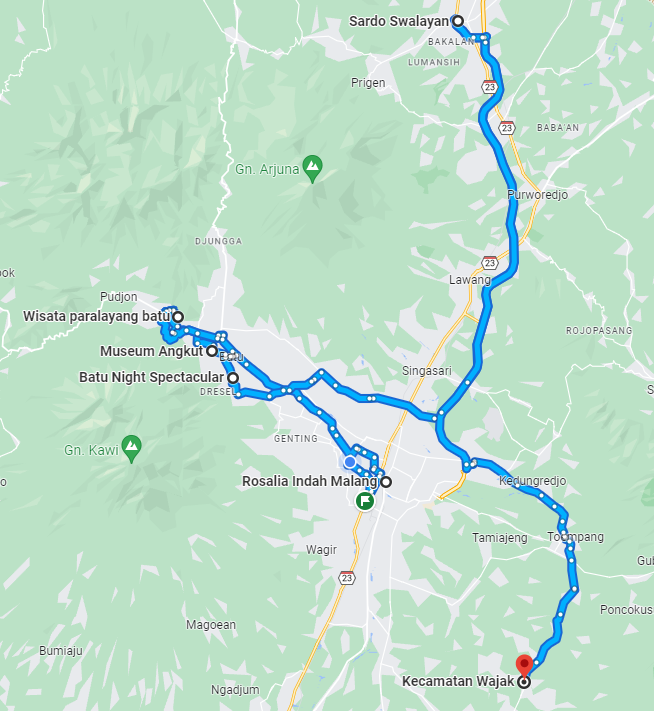 Sardo Swalayan
BAKALAN
LUMANSIH
23
Prigen
23
BABA'AN
Gn. Arjuna
Purworedjo
DJUNGGA
23
Lawang
Pudjon
Wisata paralayang batu
ROJOPASANG
Museum Angkut
Batu
Singasari
Batu Night Spectacular
DRESEL
GENTING
Gn. Kawi
Rosalia Indah Malang
Kedungredjo
Tamiajeng
Toempang
Wagir
23
Poncokus
Magoean
Bumiaju
Kecamatan Wajak
Ngadjum